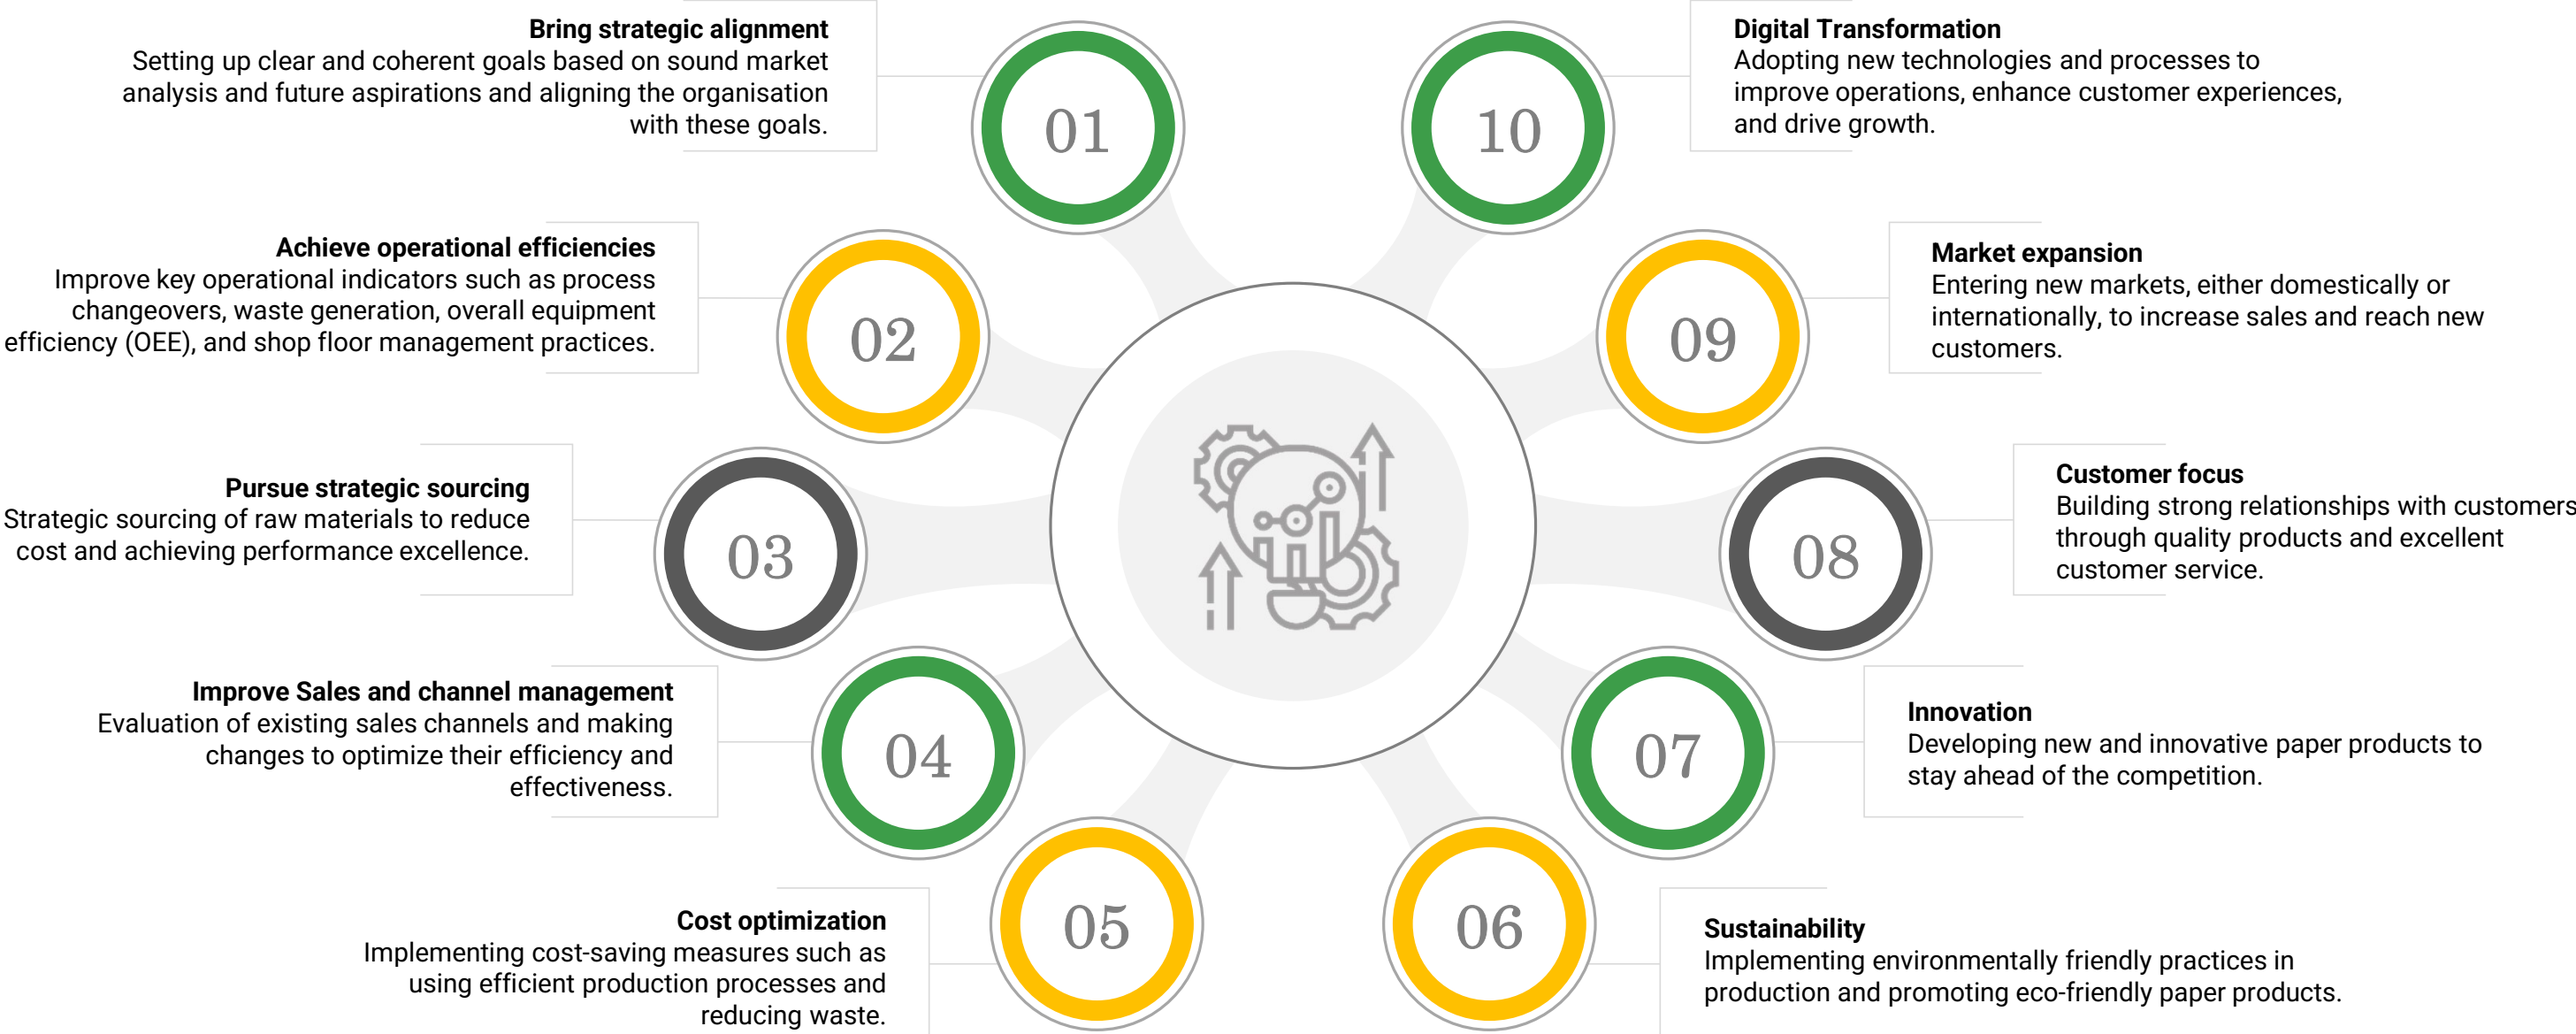 Bring strategic alignment
Setting up clear and coherent goals based on sound market
analysis and future aspirations and aligning the organisation
with these goals.
01
Achieve operational efficiencies
Improve key operational indicators such as process
changeovers, waste generation, overall equipment
efficiency (OEE), and shop floor management practices.
02
Pursue strategic sourcing
Strategic sourcing of raw materials to reduce
cost and achieving performance excellence.
03
Improve Sales and channel management
Evaluation of existing sales channels and making
changes to optimize their efficiency and
effectiveness.
04
Cost optimization
Implementing cost-saving measures such as
using efficient production processes and
reducing waste.
05
06
Sustainability
Implementing environmentally friendly practices in
production and promoting eco-friendly paper products.
07
Innovation
Developing new and innovative paper products to
stay ahead of the competition.
08
Customer focus
Building strong relationships with customers
through quality products and excellent
customer service.
09
Market expansion
Entering new markets, either domestically or
internationally, to increase sales and reach new
customers.
10
Digital Transformation
Adopting new technologies and processes to
improve operations, enhance customer experiences,
and drive growth.